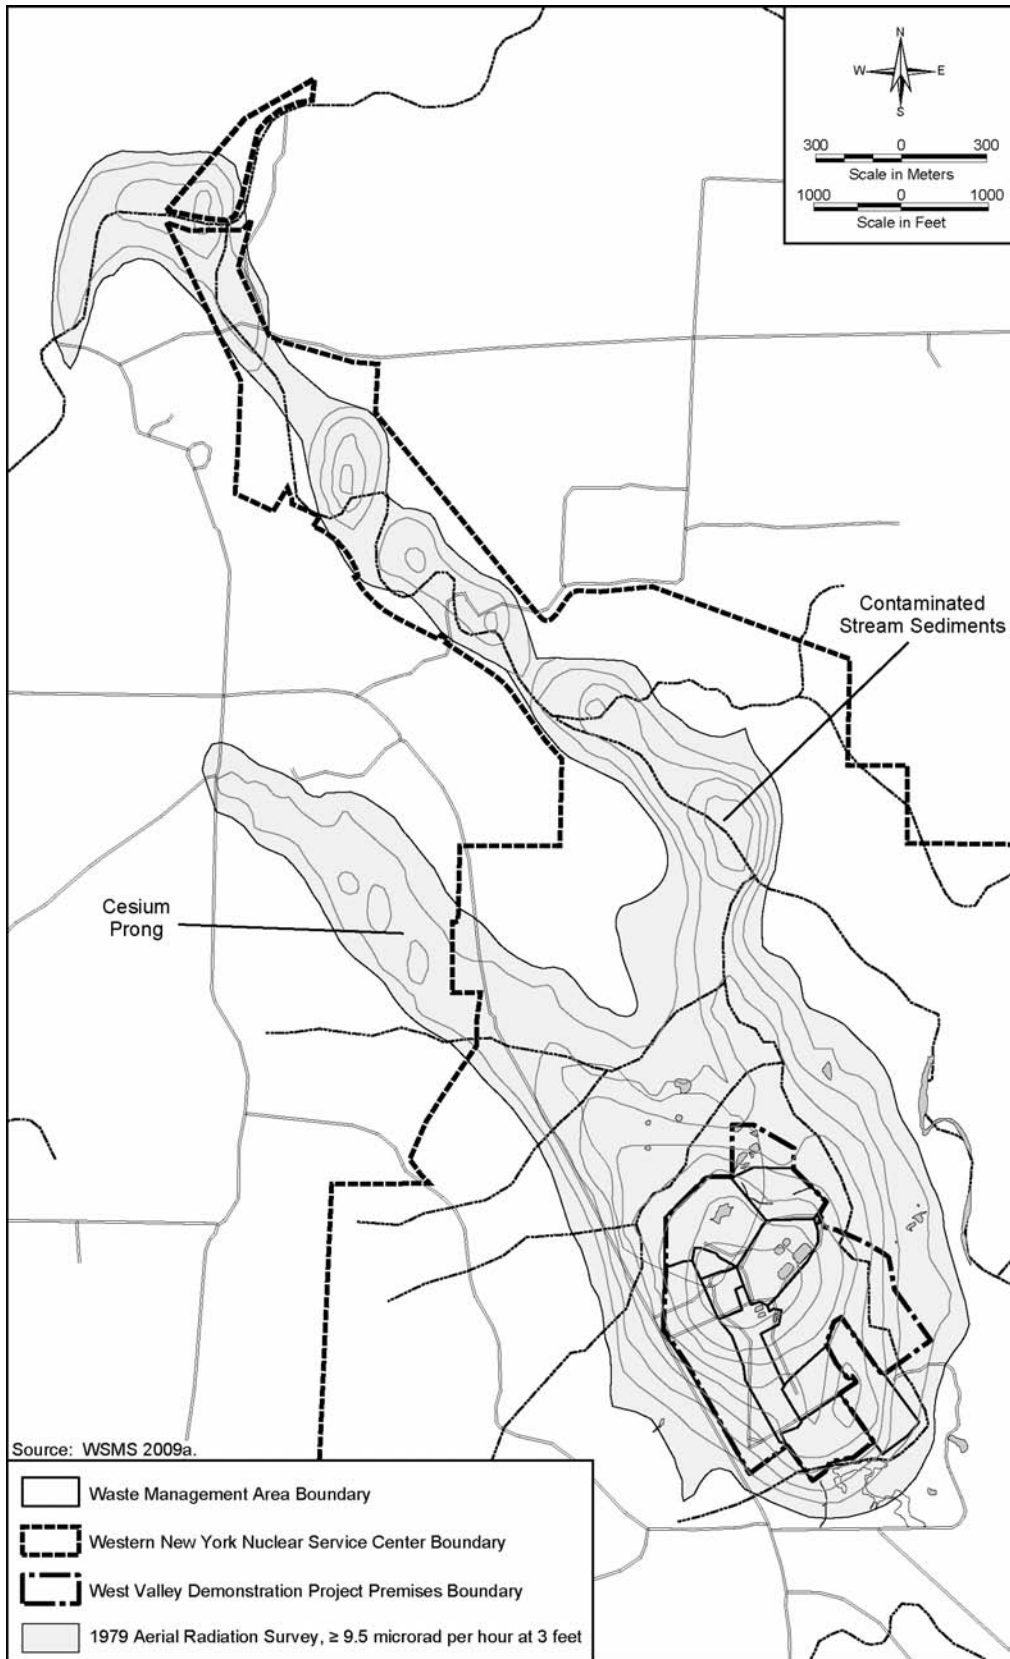 N
W E
S
300 0 300
Scale in Meters
1000 0 1000
Scale in Feet
Contaminated
Stream Sediments
Cesium
Prong
Source: WSMS 2009a.
Waste Management Area Boundary
Western New York Nuclear Service Center Boundary
West Valley Demonstration Project Premises Boundary
1979 Aerial Radiation Survey, ≥ 9.5 microrad per hour at 3 feet